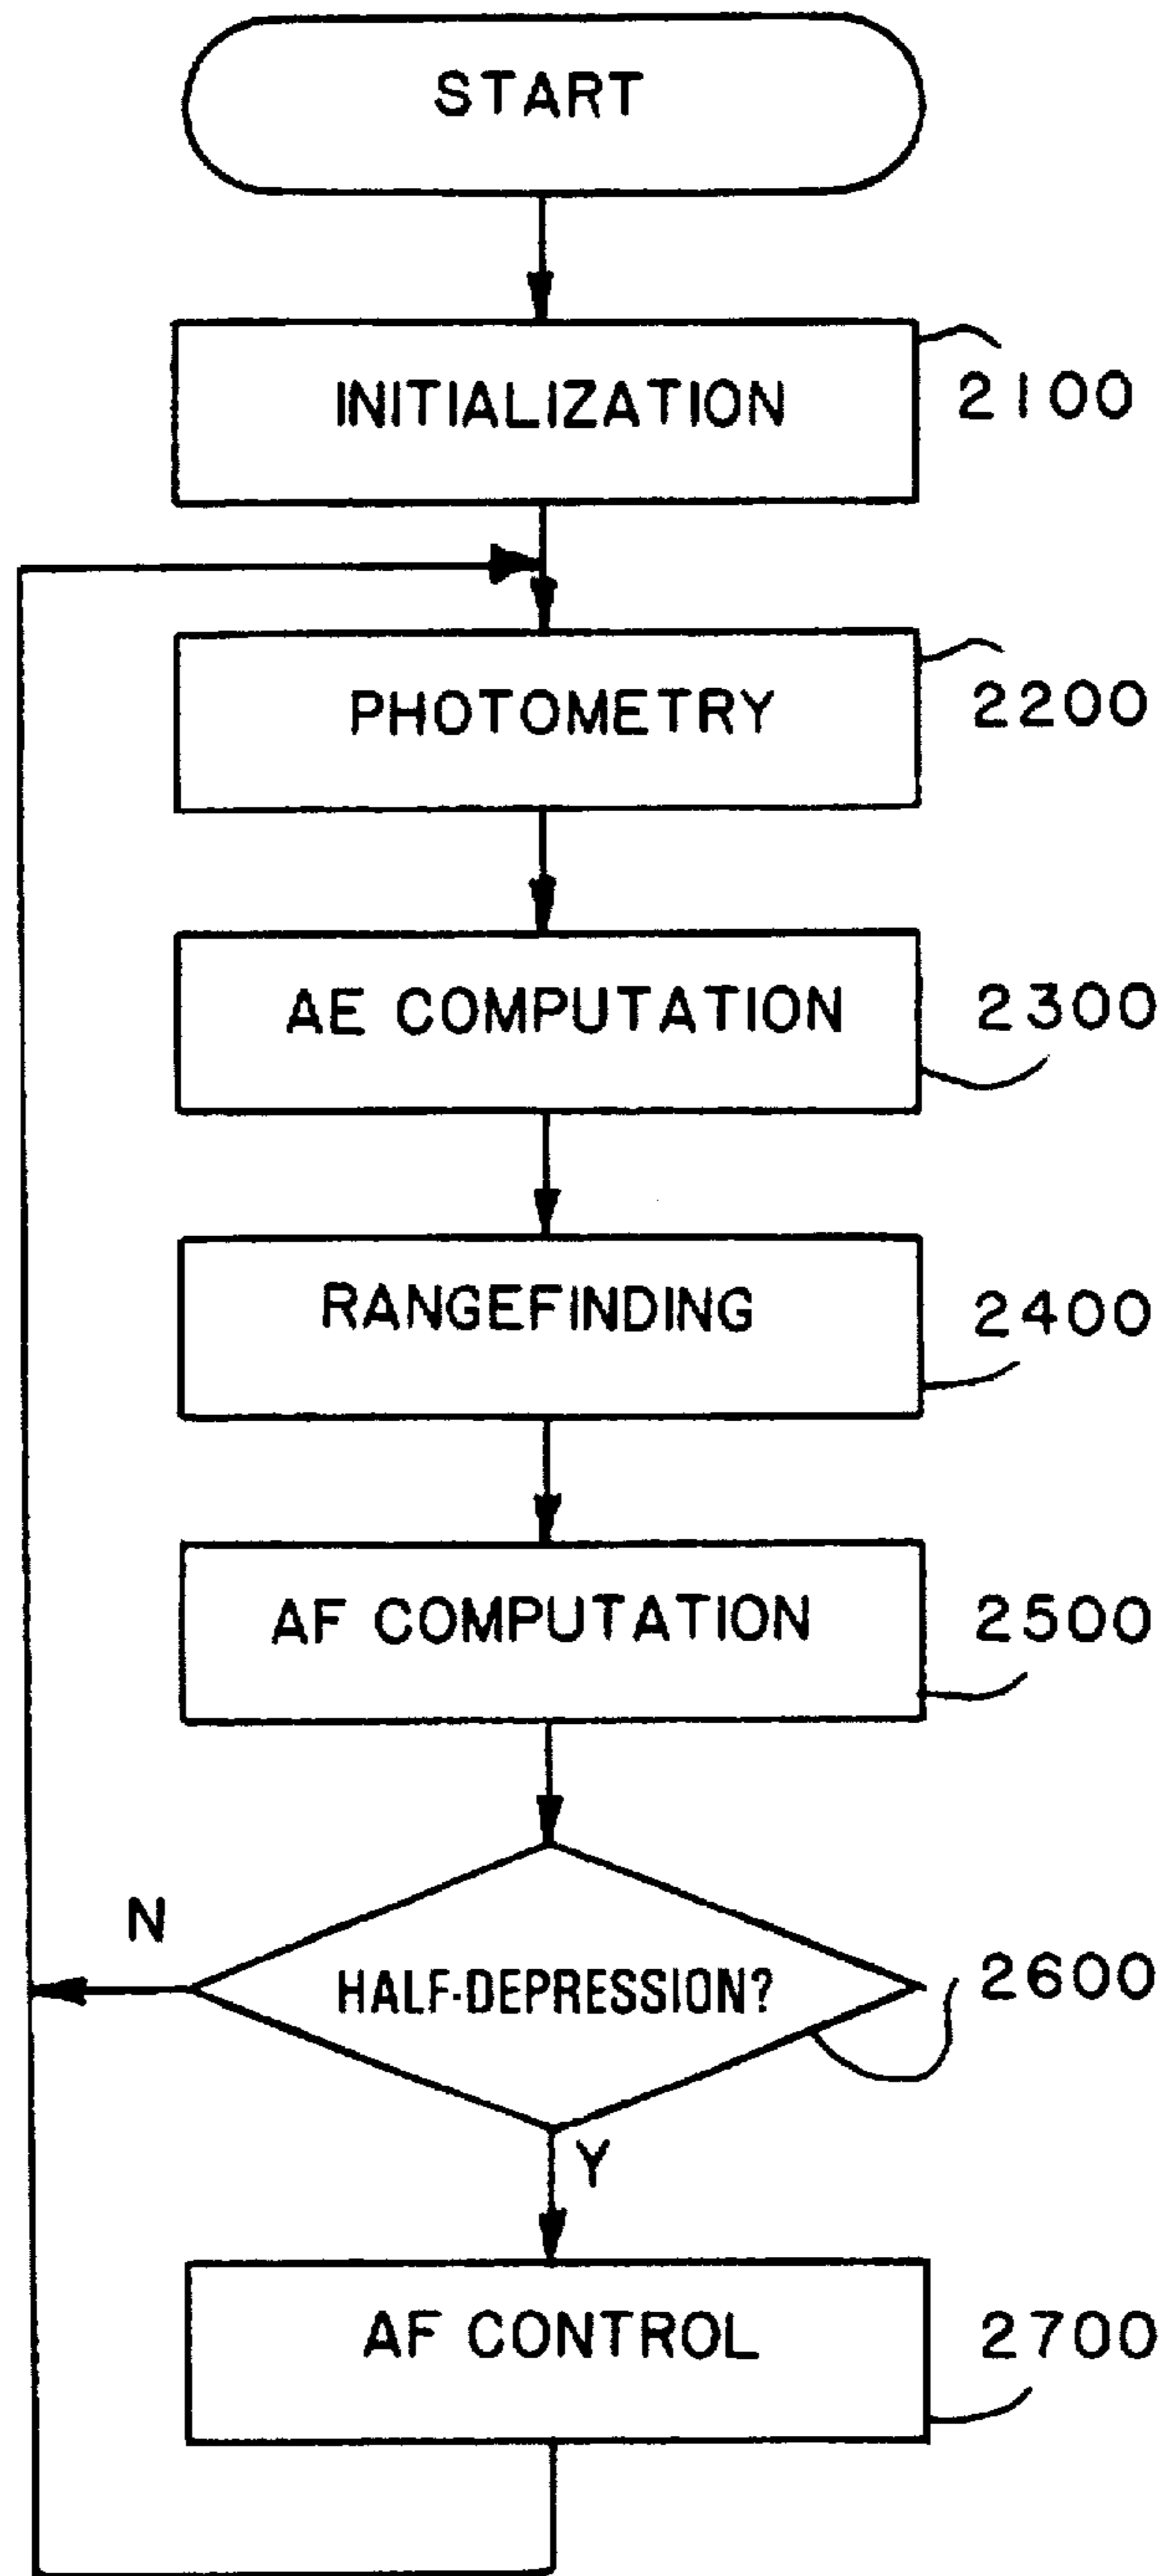 START
INITIALIZATION
2100
PHOTOMETRY
2200
AE COMPUTATION
2300
RANGEFINDING
2400
AF COMPUTATION
2500
N
HALF-DEPRESSION?
2600
Y
AF CONTROL
2700